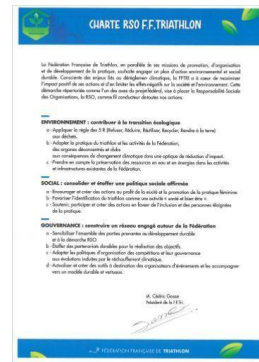 CHARTE RSO F.F.TRIATHLON
La Fédération Française de Triathlon, en parallèle de ses missions de promotion, d'organisation
et de développement de la pratique, souhaite engager un plan d'action environnemental et social
durable. Consciente des enjeux liés au dérèglement climatique, la FFTRI a à cœur de maximiser
l'impact positif de ses actions et d'en limiter les effets négatifs sur la société et l'environnement. Cette
démarche répertoriée comme l'un des axes du projet fédéral, vise à placer la Responsabilité Sociale
des Organisations, la RSO, comme fil conducteur de toutes nos actions.
ENVIRONNEMENT : contribuer à la transition écologique
a - Appliquer la règle des 5 R (Refuser, Réduire, Réutiliser, Recycler, Rendre à la terre)
aux déchets.
b - Adapter la pratique du triathlon et les activités de la Fédération,
des organes déconcentrés et clubs
aux conséquences du changement climatique dans une optique de réduction d'impact.
c - Prendre en compte la préservation des ressources en eau et en énergies dans les activités
et infrastructures existantes de la Fédération.
SOCIAL : consolider et étoffer une politique sociale affirmée
a - Encourager et créer des actions au profit de la mixité et la promotion de la pratique féminine.
b - Favoriser l'identification du triathlon comme une activité « santé et bien être ».
c - Soutenir, participer et créer des actions en faveur de l'inclusion et des personnes éloignées
de la pratique.
GOUVERNANCE : construire un réseau engagé autour de la Fédération
a - Sensibiliser l'ensemble des parties prenantes au développement durable
et à la démarche RSO
b - Étoffer des partenariats durables pour la réalisation des objectifs.
c - Adapter les politiques d'organisation des compétitions et leur gouvernance
aux évolutions induites par le réchauffement climatique.
d - Actualiser et créer des outils à destination des organisateurs d'événements et les accompagner
vers un modèle durable et vertueux.
M. Cédric Gosse
Président de la F.F.Tri.
FÉDÉRATION FRANÇAISE DE TRIATHLON